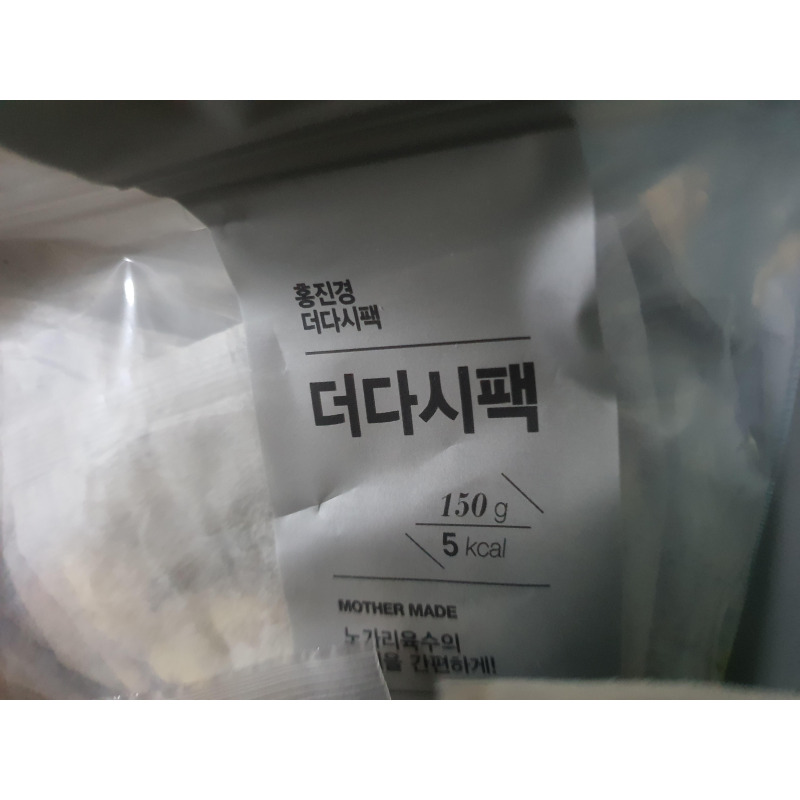 홍진경
더다시팩
더다시팩
150 g
5 kcal
MOTHER MADE
노가리육수의
을 간편하게!